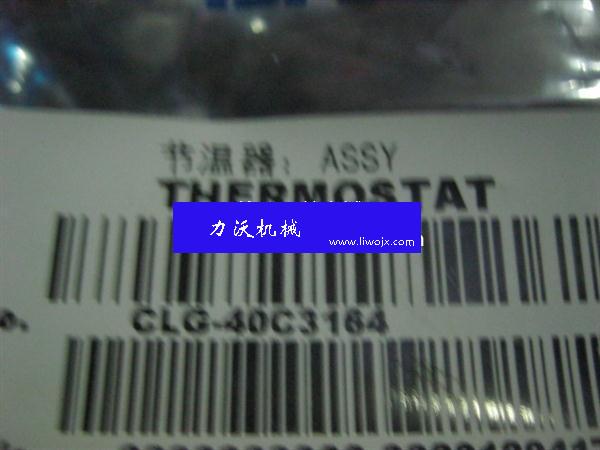 节温器: ASSY
THERMOSTAT
力沃机械
www.liwojx.com
CLG-40C3164